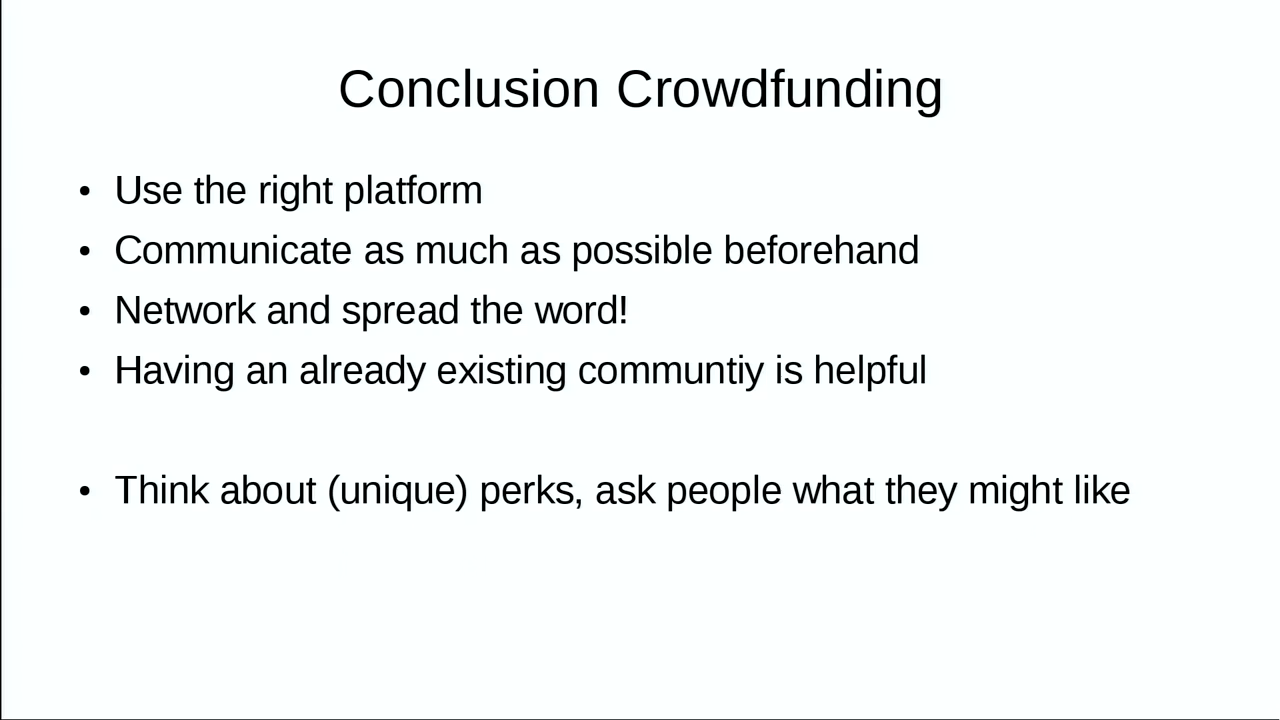 Conclusion Crowdfunding
• Use the right platform
• Communicate as much as possible beforehand
• Network and spread the word!
• Having an already existing communtiy is helpful
• Think about (unique) perks, ask people what they might like